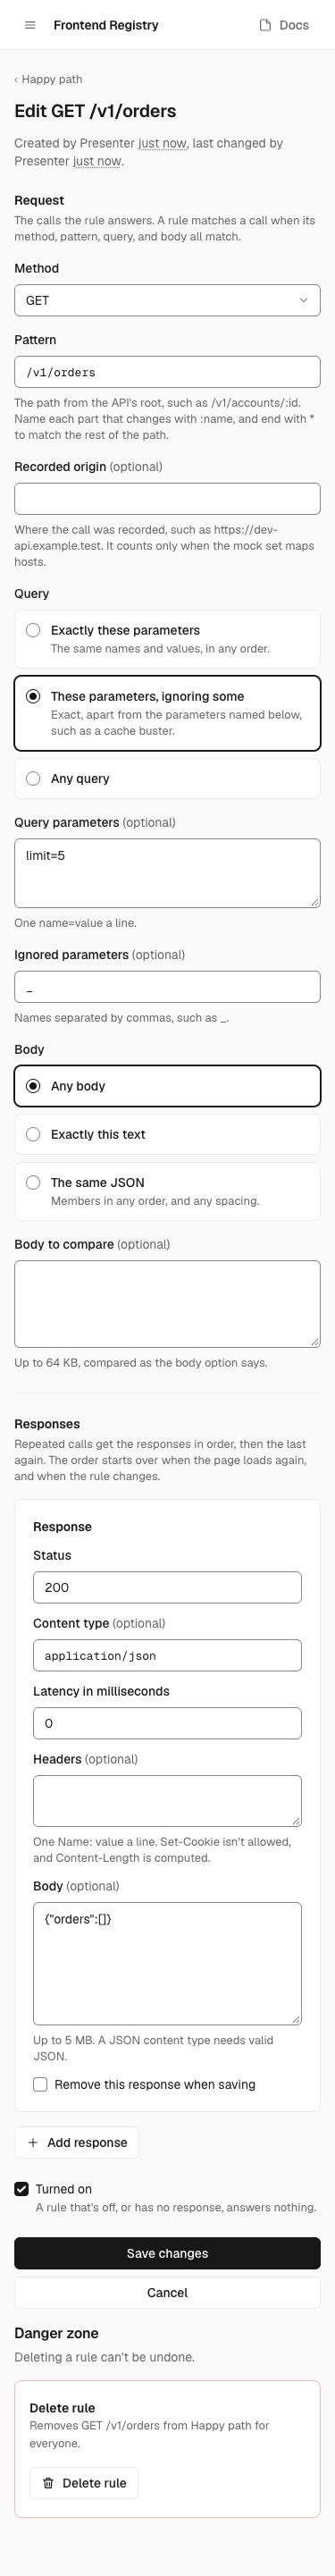 Frontend Registry
Docs
‹ Happy path
Edit GET /v1/orders
Created by Presenter just now, last changed by
Presenter just now.
Request
The calls the rule answers. A rule matches a call when its
method, pattern, query, and body all match.
Method
GET
Pattern
/v1/orders
The path from the API's root, such as /v1/accounts/:id.
Name each part that changes with :name, and end with *
to match the rest of the path.
Recorded origin (optional)
Where the call was recorded, such as https://dev-
api.example.test. It counts only when the mock set maps
hosts.
Query
Exactly these parameters
The same names and values, in any order.
These parameters, ignoring some
Exact, apart from the parameters named below,
such as a cache buster.
Any query
Query parameters (optional)
limit=5
One name=value a line.
Ignored parameters (optional)
_
Names separated by commas, such as _.
Body
Any body
Exactly this text
The same JSON
Members in any order, and any spacing.
Body to compare (optional)
Up to 64 KB, compared as the body option says.
Responses
Repeated calls get the responses in order, then the last
again. The order starts over when the page loads again,
and when the rule changes.
Response
Status
200
Content type (optional)
application/json
Latency in milliseconds
0
Headers (optional)
One Name: value a line. Set-Cookie isn't allowed,
and Content-Length is computed.
Body (optional)
{"orders":[]}
Up to 5 MB. A JSON content type needs valid
JSON.
Remove this response when saving
Add response
Turned on
A rule that's off, or has no response, answers nothing.
Save changes
Cancel
Danger zone
Deleting a rule can't be undone.
Delete rule
Removes GET /v1/orders from Happy path for
everyone.
Delete rule